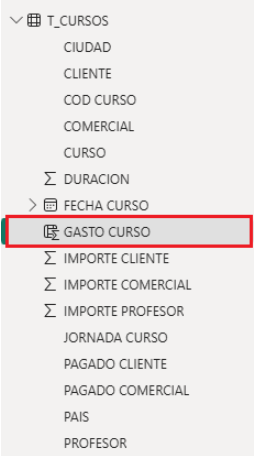 T_CURSOS
CIUDAD
CLIENTE
COD CURSO
COMERCIAL
CURSO
DURACION
FECHA CURSO
GASTO CURSO
IMPORTE CLIENTE
IMPORTE COMERCIAL
IMPORTE PROFESOR
JORNADA CURSO
PAGADO CLIENTE
PAGADO COMERCIAL
PAIS
PROFESOR